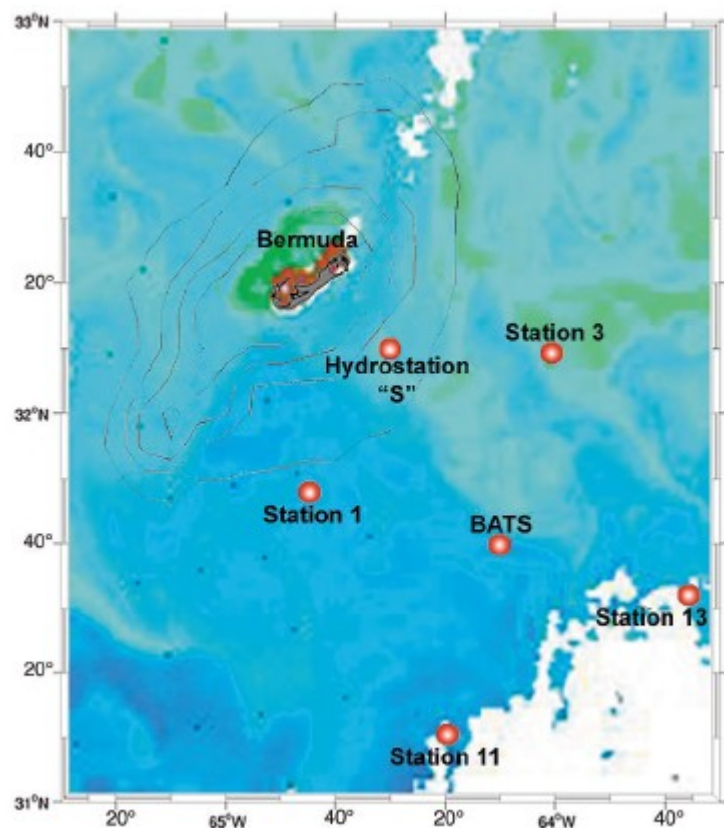 33°N
40°
Bermuda
20°
Station 3
Hydrostation
“S”
32°N
Station 1
BATS
40°
Station 13
20°
Station 11
31°N
20°
65°W
40°
20°
64°W
40°